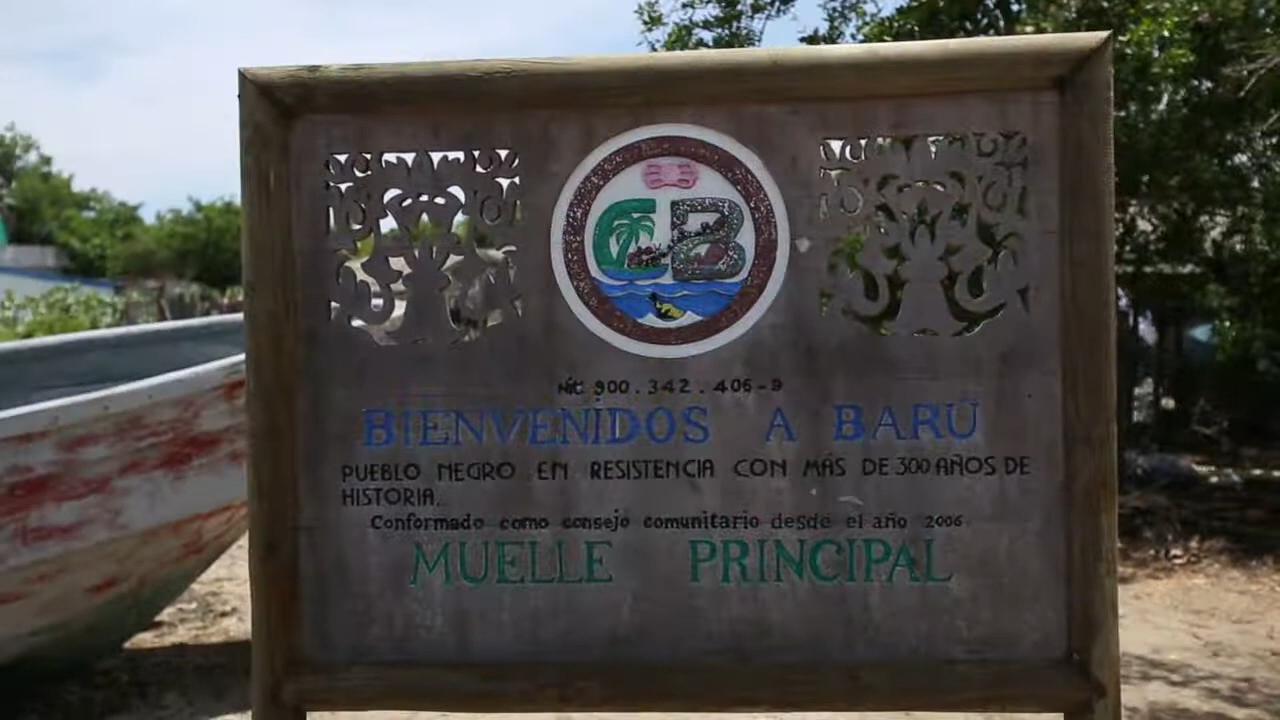 CB
Nit. 900.342.406-9
BIENVENIDOS A BARÚ
PUEBLO NEGRO EN RESISTENCIA CON MÁS DE 300 AÑOS DE
HISTORIA.
Conformado como consejo comunitario desde el año 2006
MUELLE PRINCIPAL